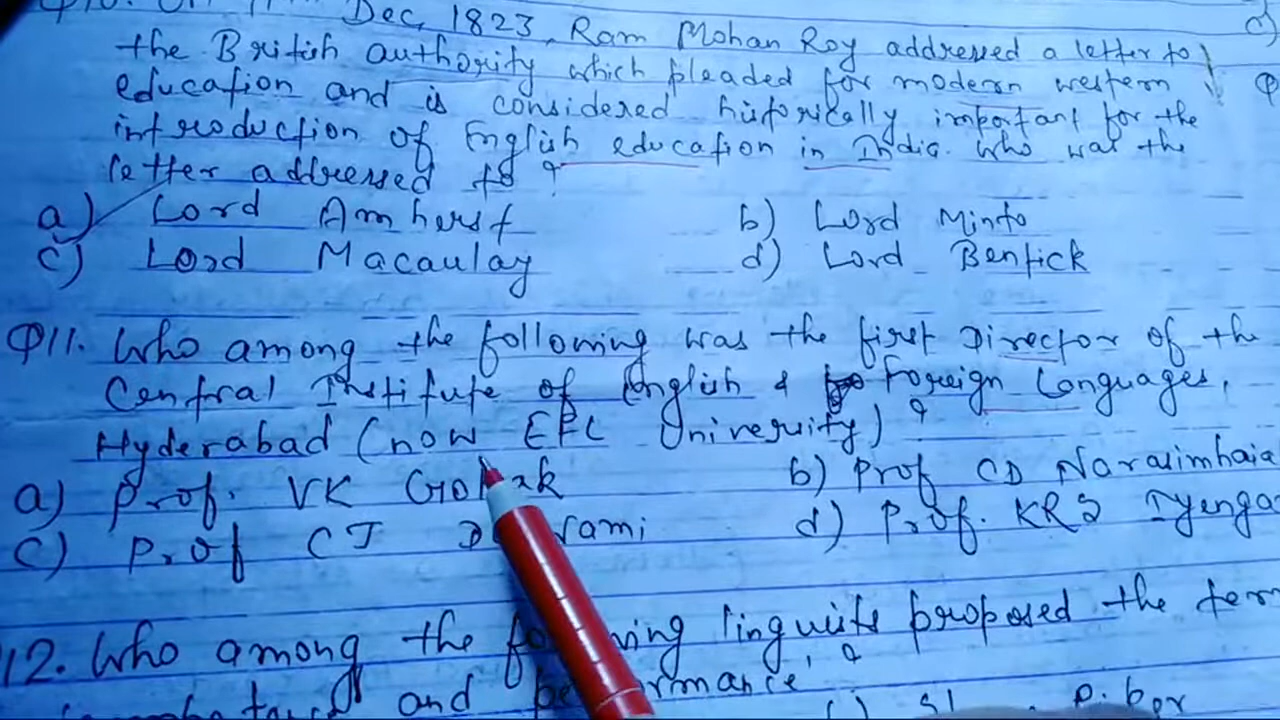 Dec, 1823, Ram Mohan Roy addressed a letter to
the British authority which pleaded for modern western
education and is considered historically important for the
introduction of English education in India. Who was the
letter addressed to ?
a) Lord Amherst b) Lord Minto
c) Lord Macaulay d) Lord Bentick
Q11. Who among the following was the first Director of the
Central Institute of English & Foreign Languages,
Hyderabad (now EFL University) ?
a) Prof. VK Gokak b) Prof CD Narasimhaia
c) Prof CJ d) Prof. KRS Iyenga
12. Who among the linguists proposed the term
and